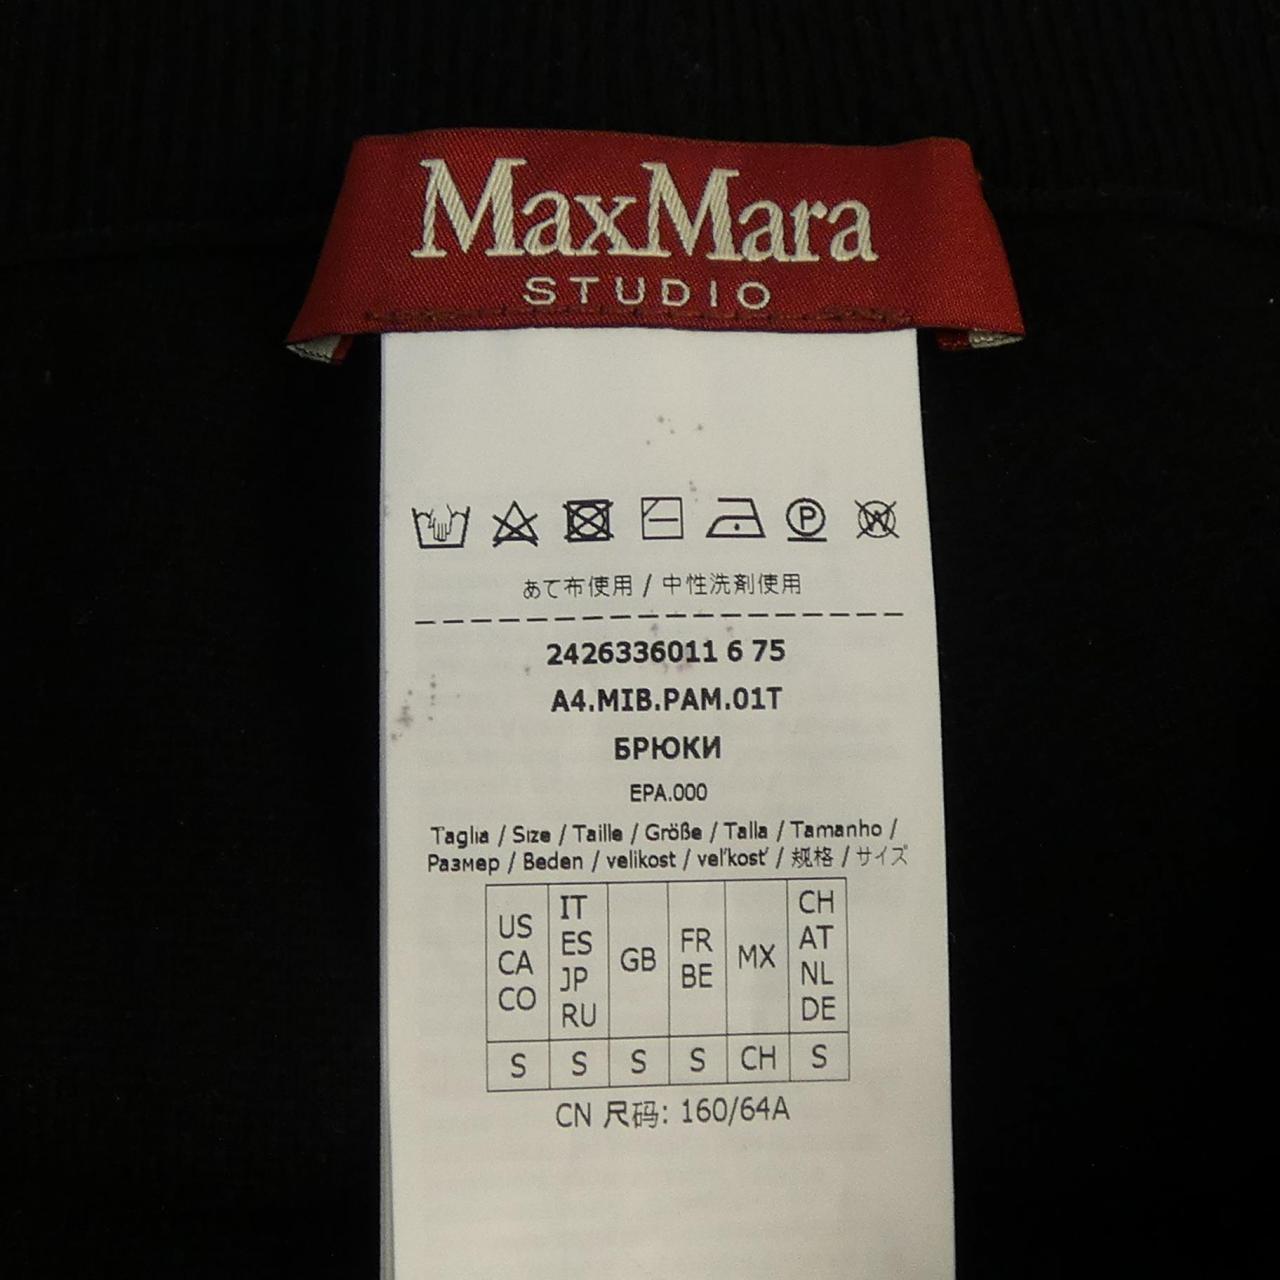 MaxMara
STUDIO
P
W
あて布使用 / 中性洗剤使用
2426336011 6 75
A4.MIB.PAM.01T
БРЮКИ
EPA.000
Taglia / Size / Taille / Größe / Talla / Tamanho /
Размер / Beden / velikost / veľkosť / 规格 / サイズ
US CA CO
IT ES JP RU
GB
FR BE
MX
CH AT NL DE
S S S S CH S
CN 尺码: 160/64A